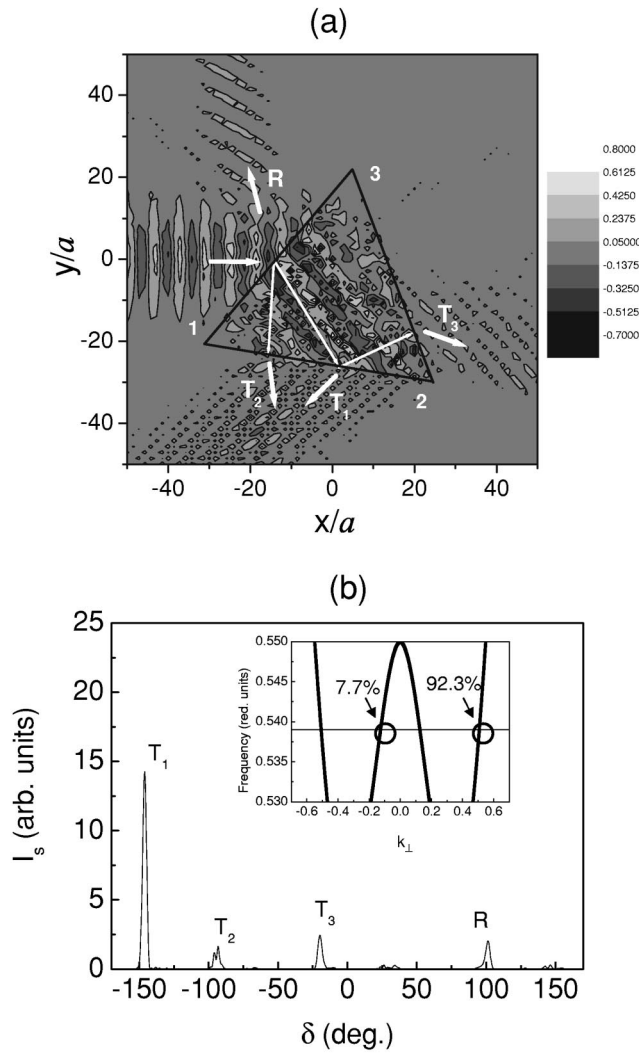 (a)
y/a
40
20
0
-20
-40
R
3
1
2
T3
T2
T1
-40 -20 0 20 40
x/a
0.8000
0.6125
0.4250
0.2375
0.05000
-0.1375
-0.3250
-0.5125
-0.7000
(b)
Is (arb. units)
25
20
15
10
5
0
T1
T2
T3
R
Frequency (red. units)
0.550
0.545
0.540
0.535
0.530
7.7%
92.3%
-0.6 -0.4 -0.2 0.0 0.2 0.4 0.6
k⊥
-150 -100 -50 0 50 100 150
δ (deg.)